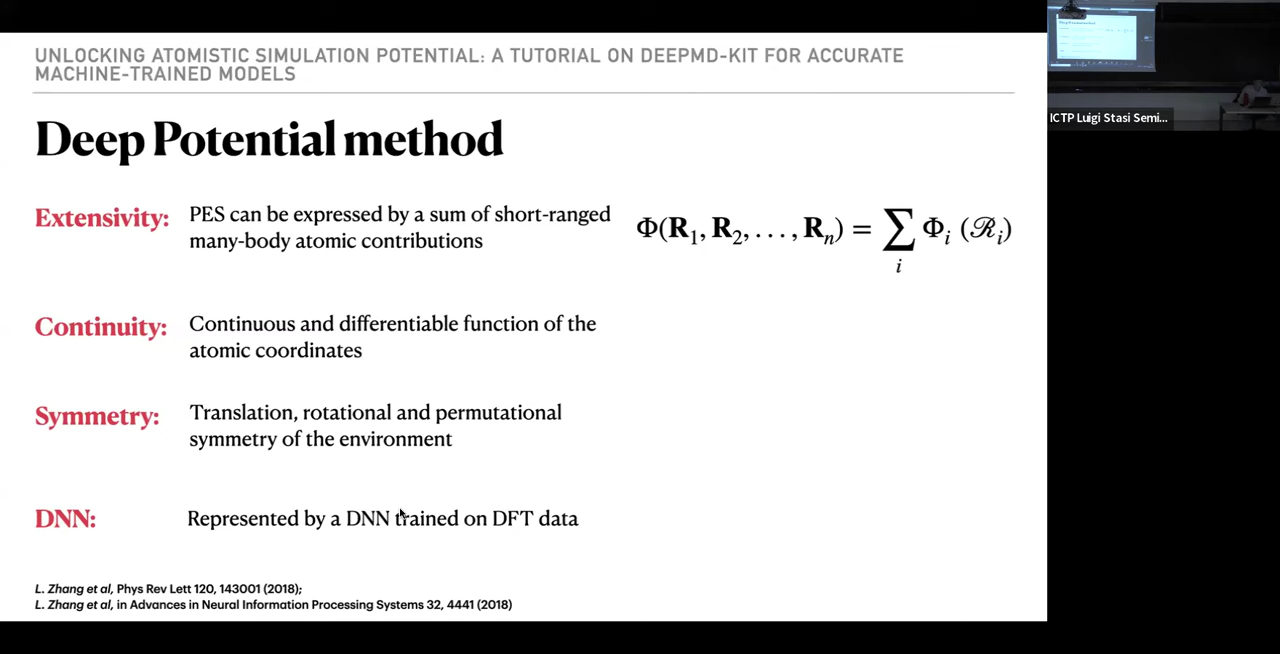 UNLOCKING ATOMISTIC SIMULATION POTENTIAL: A TUTORIAL ON DEEPMD-KIT FOR ACCURATE
MACHINE-TRAINED MODELS
Deep Potential method
Extensivity: PES can be expressed by a sum of short-ranged
many-body atomic contributions
Φ(R₁, R₂, . . . , Rₙ) = ∑ᵢ Φᵢ (ℛᵢ)
Continuity: Continuous and differentiable function of the
atomic coordinates
Symmetry: Translation, rotational and permutational
symmetry of the environment
DNN: Represented by a DNN trained on DFT data
L. Zhang et al, Phys Rev Lett 120, 143001 (2018);
L. Zhang et al, in Advances in Neural Information Processing Systems 32, 4441 (2018)
ICTP Luigi Stasi Semi...